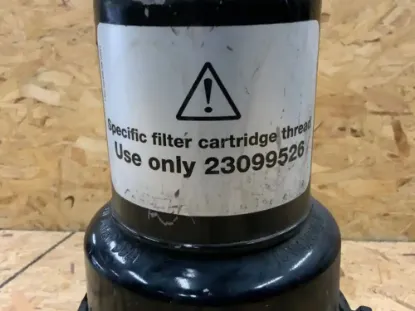 Specific filter cartridge thread
Use only 23099526